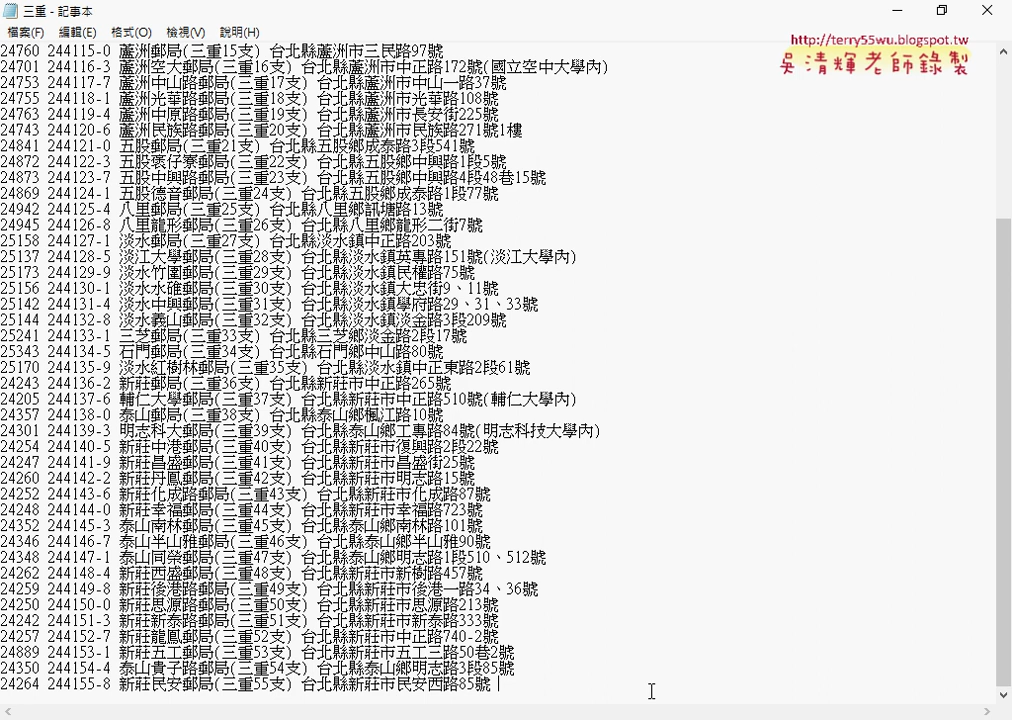 三重 - 記事本
檔案(F) 編輯(E) 格式(O) 檢視(V) 說明(H)
http://terry55wu.blogspot.tw
吳清輝老師錄製
24760 244115-0 蘆洲郵局(三重15支) 台北縣蘆洲市三民路97號
24701 244116-3 蘆洲空大郵局(三重16支) 台北縣蘆洲市中正路172號(國立空中大學內)
24753 244117-7 蘆洲中山路郵局(三重17支) 台北縣蘆洲市中山一路37號
24755 244118-1 蘆洲光華路郵局(三重18支) 台北縣蘆洲市光華路108號
24763 244119-4 蘆洲中原路郵局(三重19支) 台北縣蘆洲市長安街225號
24743 244120-6 蘆洲民族路郵局(三重20支) 台北縣蘆洲市民族路271號1樓
24841 244121-0 五股郵局(三重21支) 台北縣五股鄉成泰路3段541號
24872 244122-3 五股褒仔寮郵局(三重22支) 台北縣五股鄉中興路1段5號
24873 244123-7 五股中興路郵局(三重23支) 台北縣五股鄉中興路4段48巷15號
24869 244124-1 五股德音郵局(三重24支) 台北縣五股鄉成泰路1段77號
24942 244125-4 八里郵局(三重25支) 台北縣八里鄉訊塘路13號
24945 244126-8 八里龍形郵局(三重26支) 台北縣八里鄉龍形二街7號
25158 244127-1 淡水郵局(三重27支) 台北縣淡水鎮中正路203號
25137 244128-5 淡江大學郵局(三重28支) 台北縣淡水鎮英專路151號(淡江大學內)
25173 244129-9 淡水竹圍郵局(三重29支) 台北縣淡水鎮民權路75號
25156 244130-1 淡水水碓郵局(三重30支) 台北縣淡水鎮大忠街9、11號
25142 244131-4 淡水中興郵局(三重31支) 台北縣淡水鎮學府路29、31、33號
25144 244132-8 淡水義山郵局(三重32支) 台北縣淡水鎮淡金路3段209號
25241 244133-1 三芝郵局(三重33支) 台北縣三芝鄉淡金路2段17號
25343 244134-5 石門郵局(三重34支) 台北縣石門鄉中山路80號
25170 244135-9 淡水紅樹林郵局(三重35支) 台北縣淡水鎮中正東路2段61號
24243 244136-2 新莊郵局(三重36支) 台北縣新莊市中正路265號
24205 244137-6 輔仁大學郵局(三重37支) 台北縣新莊市中正路510號(輔仁大學內)
24357 244138-0 泰山郵局(三重38支) 台北縣泰山鄉楓江路10號
24301 244139-3 明志科大郵局(三重39支) 台北縣泰山鄉工專路84號(明志科技大學內)
24254 244140-5 新莊中港郵局(三重40支) 台北縣新莊市復興路2段22號
24247 244141-9 新莊昌盛郵局(三重41支) 台北縣新莊市昌盛街25號
24260 244142-2 新莊丹鳳郵局(三重42支) 台北縣新莊市明志路15號
24252 244143-6 新莊化成路郵局(三重43支) 台北縣新莊市化成路87號
24248 244144-0 新莊幸福郵局(三重44支) 台北縣新莊市幸福路723號
24352 244145-3 泰山南林郵局(三重45支) 台北縣泰山鄉南林路101號
24346 244146-7 泰山半山雅郵局(三重46支) 台北縣泰山鄉半山雅90號
24348 244147-1 泰山同榮郵局(三重47支) 台北縣泰山鄉明志路1段510、512號
24262 244148-4 新莊西盛郵局(三重48支) 台北縣新莊市新樹路457號
24259 244149-8 新莊後港路郵局(三重49支) 台北縣新莊市後港一路34、36號
24250 244150-0 新莊思源郵局(三重50支) 台北縣新莊市思源路213號
24242 244151-3 新莊新泰路郵局(三重51支) 台北縣新莊市新泰路333號
24257 244152-7 新莊龍鳳郵局(三重52支) 台北縣新莊市中正路740-2號
24889 244153-1 新莊五工郵局(三重53支) 台北縣新莊市五工三路50巷2號
24350 244154-4 泰山貴子路郵局(三重54支) 台北縣泰山鄉明志路3段85號
24264 244155-8 新莊民安郵局(三重55支) 台北縣新莊市民安西路85號